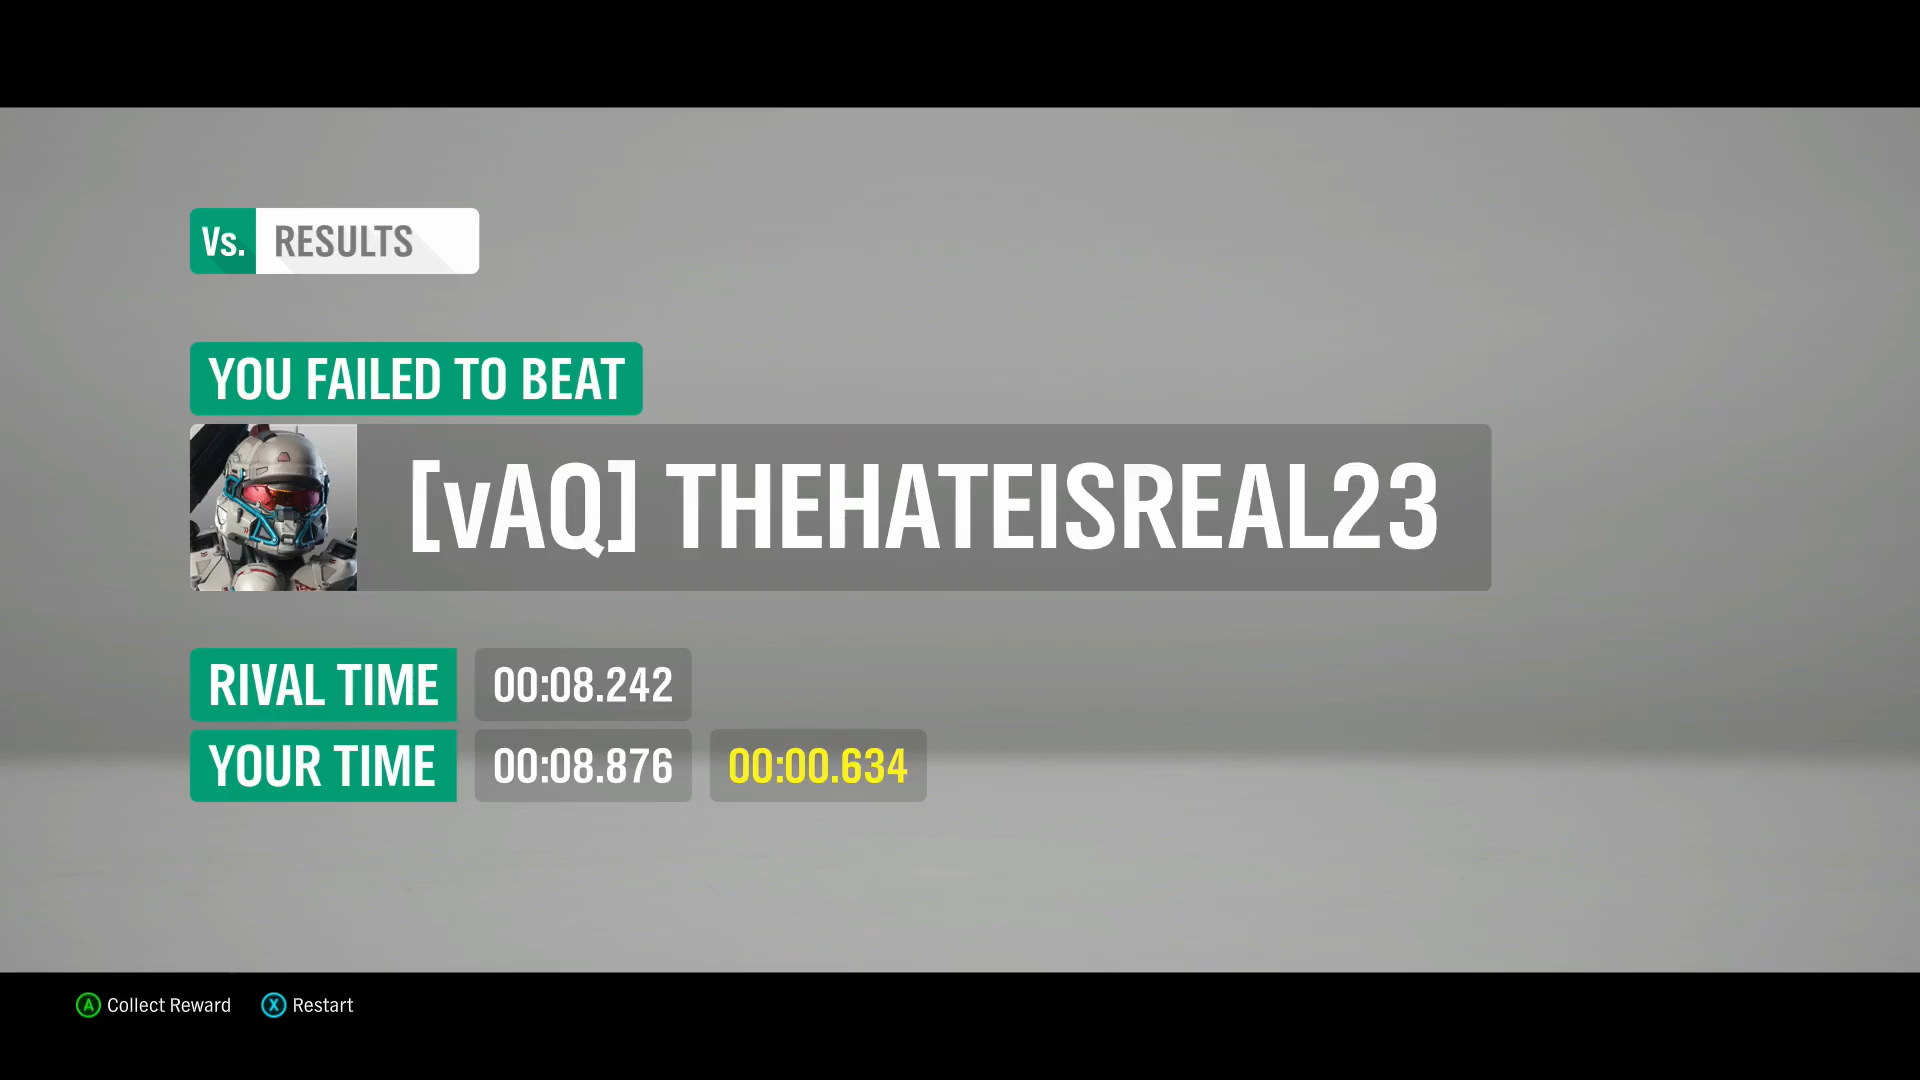 Vs. RESULTS
YOU FAILED TO BEAT
[vAQ] THEHATEISREAL23
RIVAL TIME 00:08.242
YOUR TIME 00:08.876 00:00.634
A Collect Reward X Restart